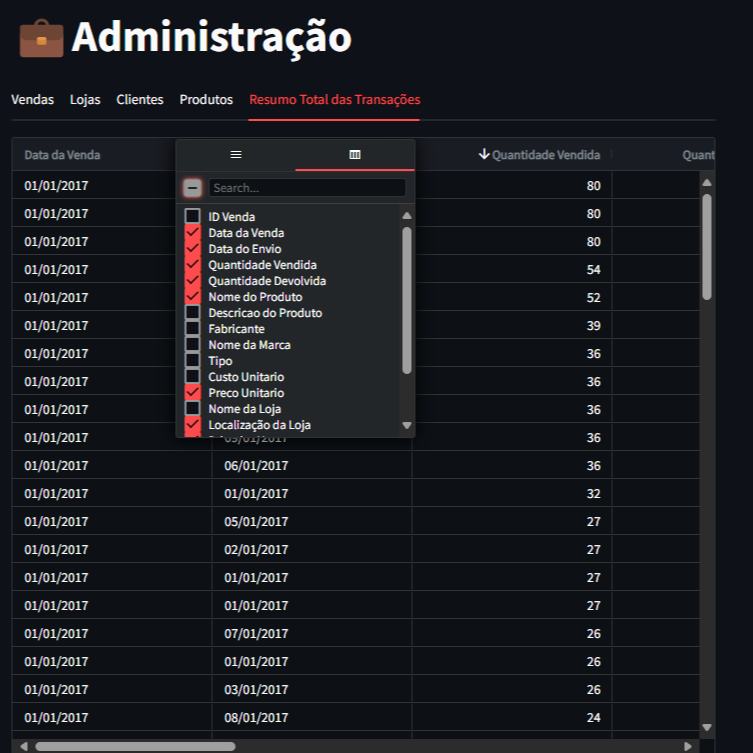 Administração
Vendas Lojas Clientes Produtos Resumo Total das Transações
Data da Venda
Quantidade Vendida
Quant
Search...
ID Venda
Data da Venda
Data do Envio
Quantidade Vendida
Quantidade Devolvida
Nome do Produto
Descricao do Produto
Fabricante
Nome da Marca
Tipo
Custo Unitario
Preco Unitario
Nome da Loja
Localização da Loja
01/01/2017 80
01/01/2017 80
01/01/2017 80
01/01/2017 54
01/01/2017 52
01/01/2017 39
01/01/2017 36
01/01/2017 36
01/01/2017 36
01/01/2017 36
01/01/2017 06/01/2017 36
01/01/2017 01/01/2017 32
01/01/2017 05/01/2017 27
01/01/2017 02/01/2017 27
01/01/2017 01/01/2017 27
01/01/2017 01/01/2017 27
01/01/2017 07/01/2017 26
01/01/2017 01/01/2017 26
01/01/2017 03/01/2017 26
01/01/2017 08/01/2017 24